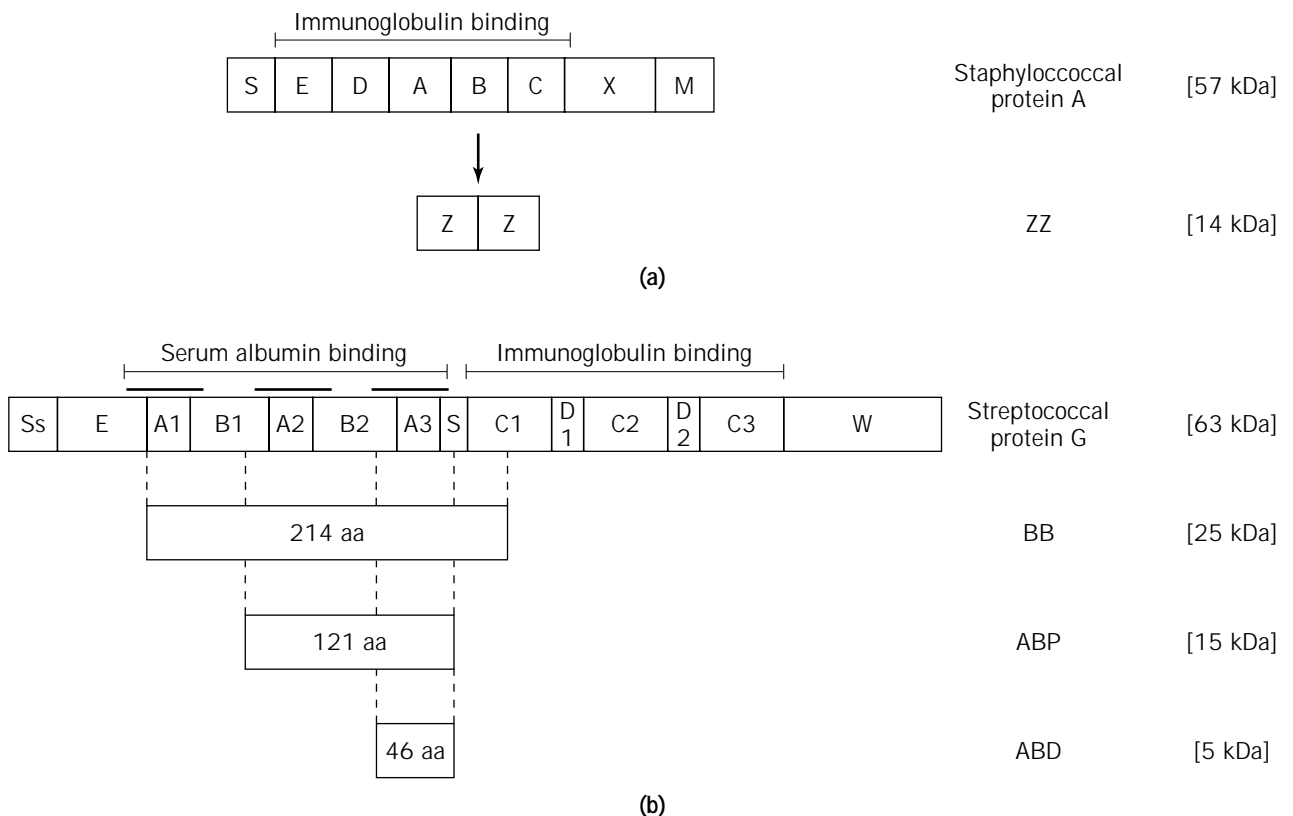 Immunoglobulin binding
S E D A B C X M
Staphyloccoccal
protein A
[57 kDa]
Z Z
ZZ
[14 kDa]
(a)
Serum albumin binding
Immunoglobulin binding
Ss E A1 B1 A2 B2 A3 S C1 D1 C2 D2 C3 W
Streptococcal
protein G
[63 kDa]
214 aa
BB
[25 kDa]
121 aa
ABP
[15 kDa]
46 aa
ABD
[5 kDa]
(b)